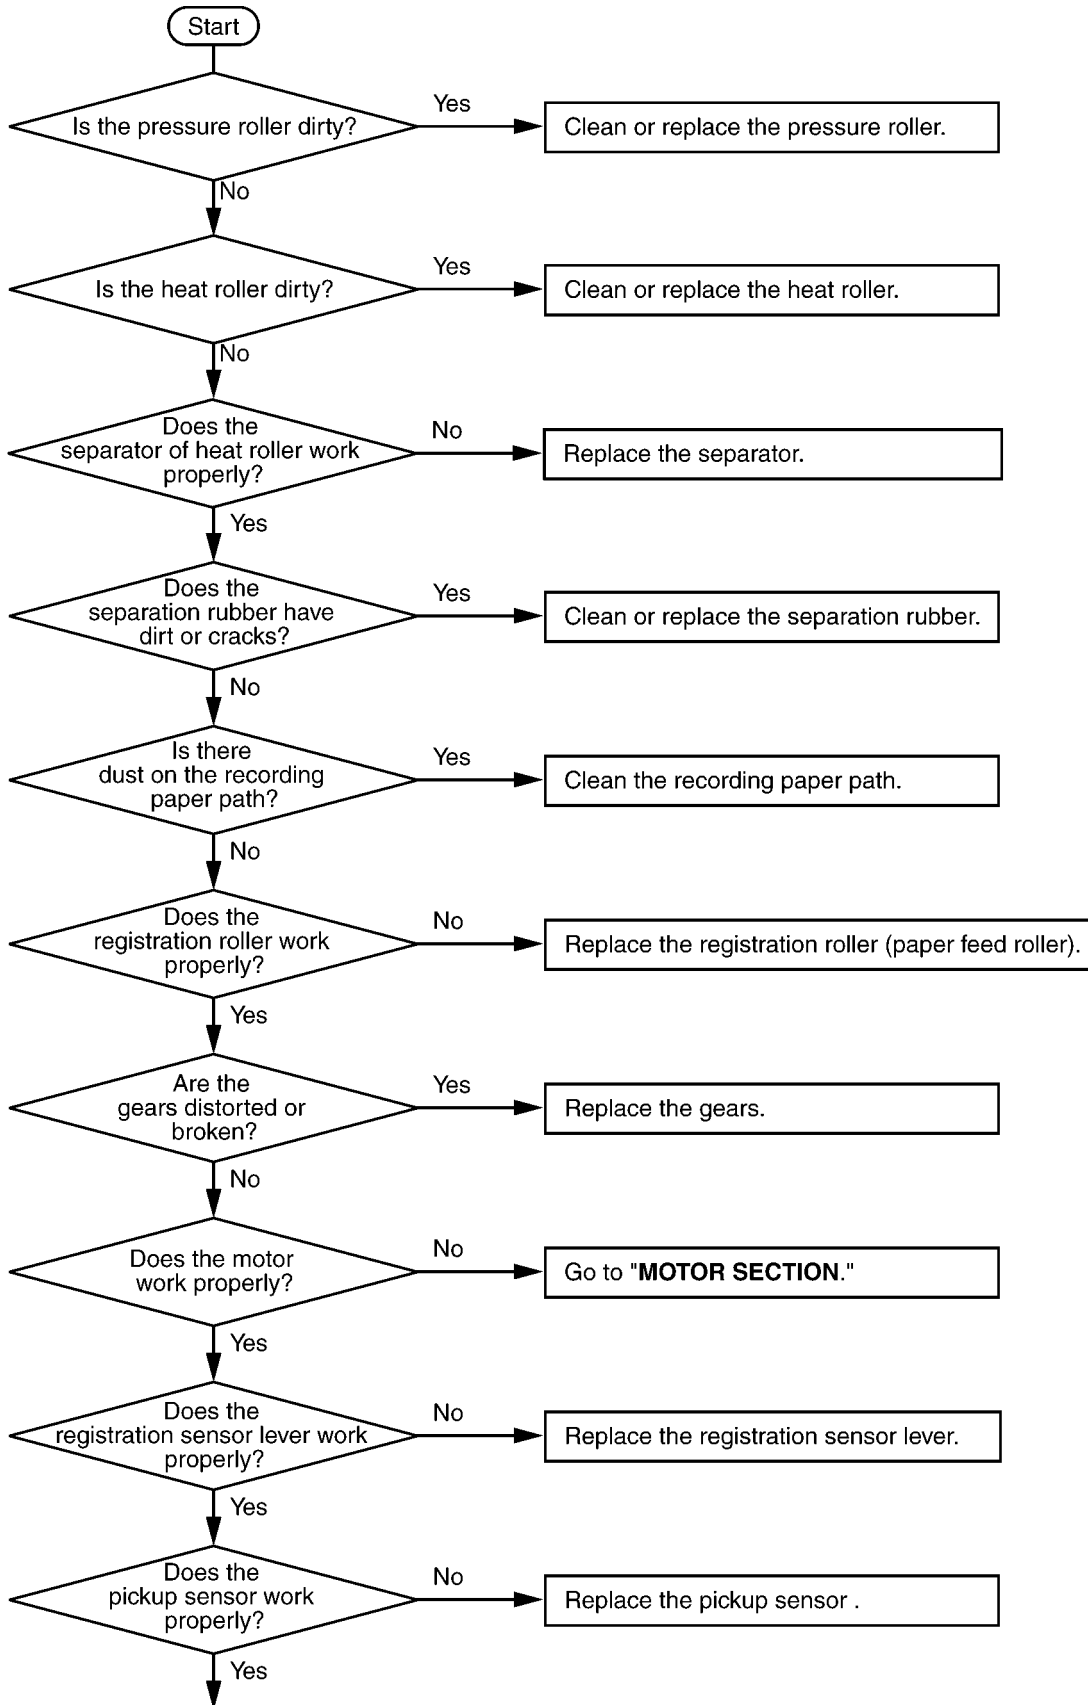 Start
Is the pressure roller dirty?
Yes
Clean or replace the pressure roller.
No
Is the heat roller dirty?
Yes
Clean or replace the heat roller.
No
Does the
separator of heat roller work
properly?
No
Replace the separator.
Yes
Does the
separation rubber have
dirt or cracks?
Yes
Clean or replace the separation rubber.
No
Is there
dust on the recording
paper path?
Yes
Clean the recording paper path.
No
Does the
registration roller work
properly?
No
Replace the registration roller (paper feed roller).
Yes
Are the
gears distorted or
broken?
Yes
Replace the gears.
No
Does the motor
work properly?
No
Go to "MOTOR SECTION."
Yes
Does the
registration sensor lever work
properly?
No
Replace the registration sensor lever.
Yes
Does the
pickup sensor work
properly?
No
Replace the pickup sensor .
Yes